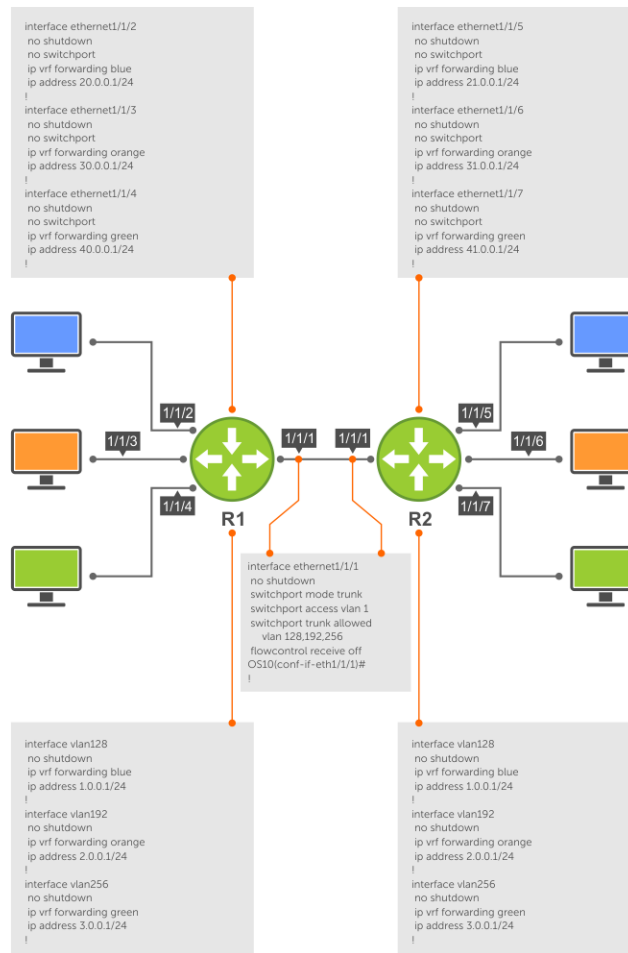 interface ethernet1/1/2
no shutdown
no switchport
ip vrf forwarding blue
ip address 20.0.0.1/24
!
interface ethernet1/1/3
no shutdown
no switchport
ip vrf forwarding orange
ip address 30.0.0.1/24
!
interface ethernet1/1/4
no shutdown
no switchport
ip vrf forwarding green
ip address 40.0.0.1/24
!
interface ethernet1/1/5
no shutdown
no switchport
ip vrf forwarding blue
ip address 21.0.0.1/24
!
interface ethernet1/1/6
no shutdown
no switchport
ip vrf forwarding orange
ip address 31.0.0.1/24
!
interface ethernet1/1/7
no shutdown
no switchport
ip vrf forwarding green
ip address 41.0.0.1/24
!
1/1/2
1/1/3
1/1/4
1/1/1
1/1/1
1/1/5
1/1/6
1/1/7
R1
R2
interface ethernet1/1/1
no shutdown
switchport mode trunk
switchport access vlan 1
switchport trunk allowed
vlan 128,192,256
flowcontrol receive off
OS10(conf-if-eth1/1/1)#
!
interface vlan128
no shutdown
ip vrf forwarding blue
ip address 1.0.0.1/24
!
interface vlan192
no shutdown
ip vrf forwarding orange
ip address 2.0.0.1/24
!
interface vlan256
no shutdown
ip vrf forwarding green
ip address 3.0.0.1/24
!
interface vlan128
no shutdown
ip vrf forwarding blue
ip address 1.0.0.1/24
!
interface vlan192
no shutdown
ip vrf forwarding orange
ip address 2.0.0.1/24
!
interface vlan256
no shutdown
ip vrf forwarding green
ip address 3.0.0.1/24
!